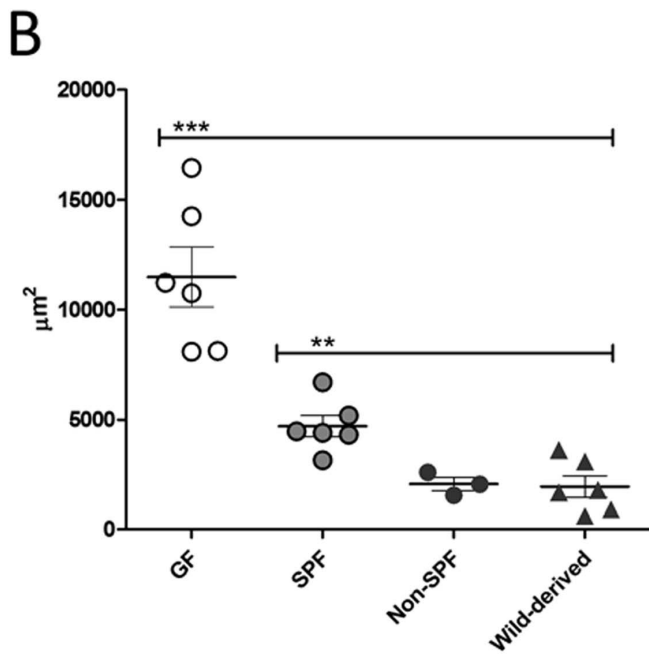 B
20000
***
15000
μm²
10000
**
5000
0
GF
SPF
Non-SPF
Wild-derived